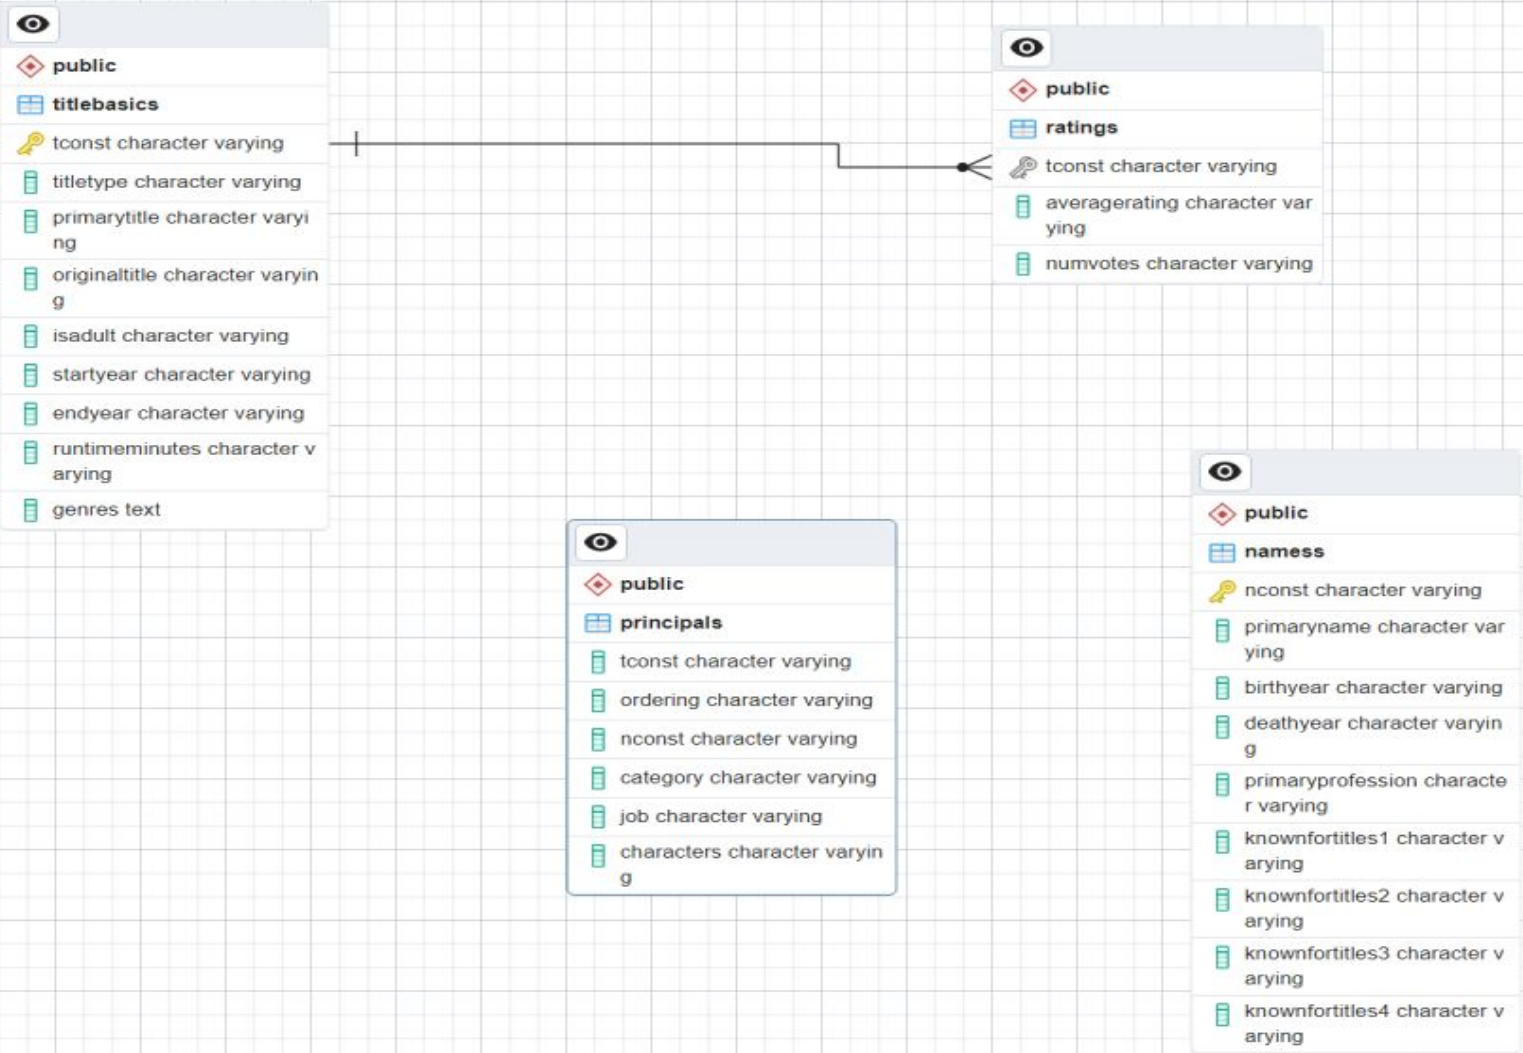 public
titlebasics
tconst character varying
titletype character varying
primarytitle character varyi
ng
originaltitle character varyin
g
isadult character varying
startyear character varying
endyear character varying
runtimeminutes character v
arying
genres text
public
ratings
tconst character varying
averagerating character var
ying
numvotes character varying
public
principals
tconst character varying
ordering character varying
nconst character varying
category character varying
job character varying
characters character varyin
g
public
namess
nconst character varying
primaryname character var
ying
birthyear character varying
deathyear character varyin
g
primaryprofession characte
r varying
knownfortitles1 character v
arying
knownfortitles2 character v
arying
knownfortitles3 character v
arying
knownfortitles4 character v
arying